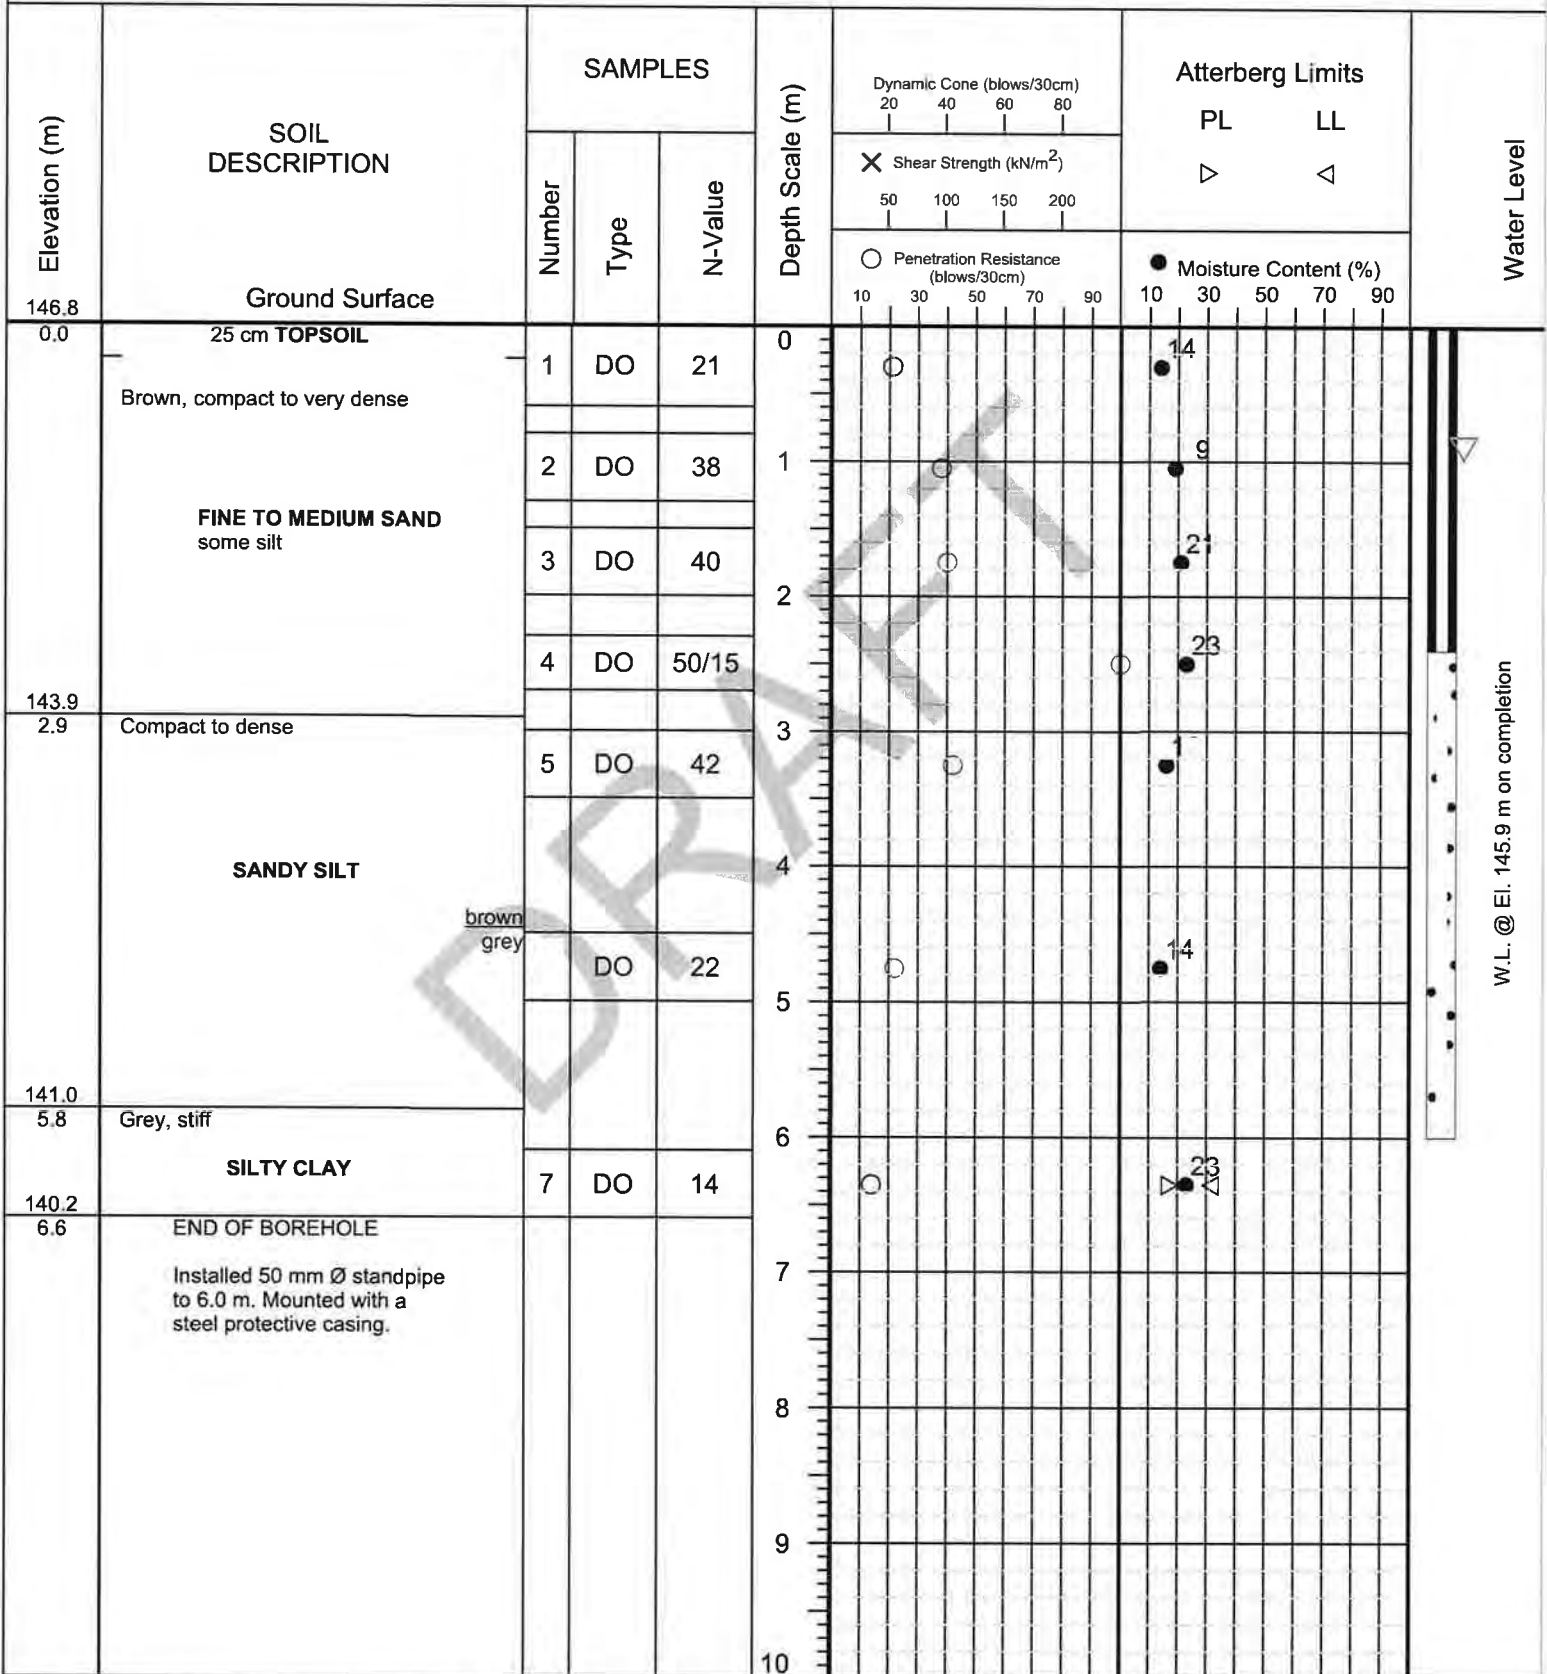 Elevation (m)
SOIL
DESCRIPTION
Ground Surface
SAMPLES
Number
Type
N-Value
Depth Scale (m)
Dynamic Cone (blows/30cm)
20 40 60 80
X Shear Strength (kN/m2)
50 100 150 200
Penetration Resistance
(blows/30cm)
10 30 50 70 90
Atterberg Limits
PL LL
Moisture Content (%)
10 30 50 70 90
Water Level
146.8
0.0 25 cm TOPSOIL
1 DO 21
0
14
Brown, compact to very dense
2 DO 38
1
9
FINE TO MEDIUM SAND
some silt
3 DO 40
21
2
4 DO 50/15
23
143.9
2.9 Compact to dense
3
5 DO 42
1
SANDY SILT
4
brown
grey
DO 22
14
5
141.0
5.8 Grey, stiff
6
SILTY CLAY
7 DO 14
23
140.2
6.6 END OF BOREHOLE
Installed 50 mm Ø standpipe
to 6.0 m. Mounted with a
steel protective casing.
7
8
9
10
W.L. @ El. 145.9 m on completion
DRAFT